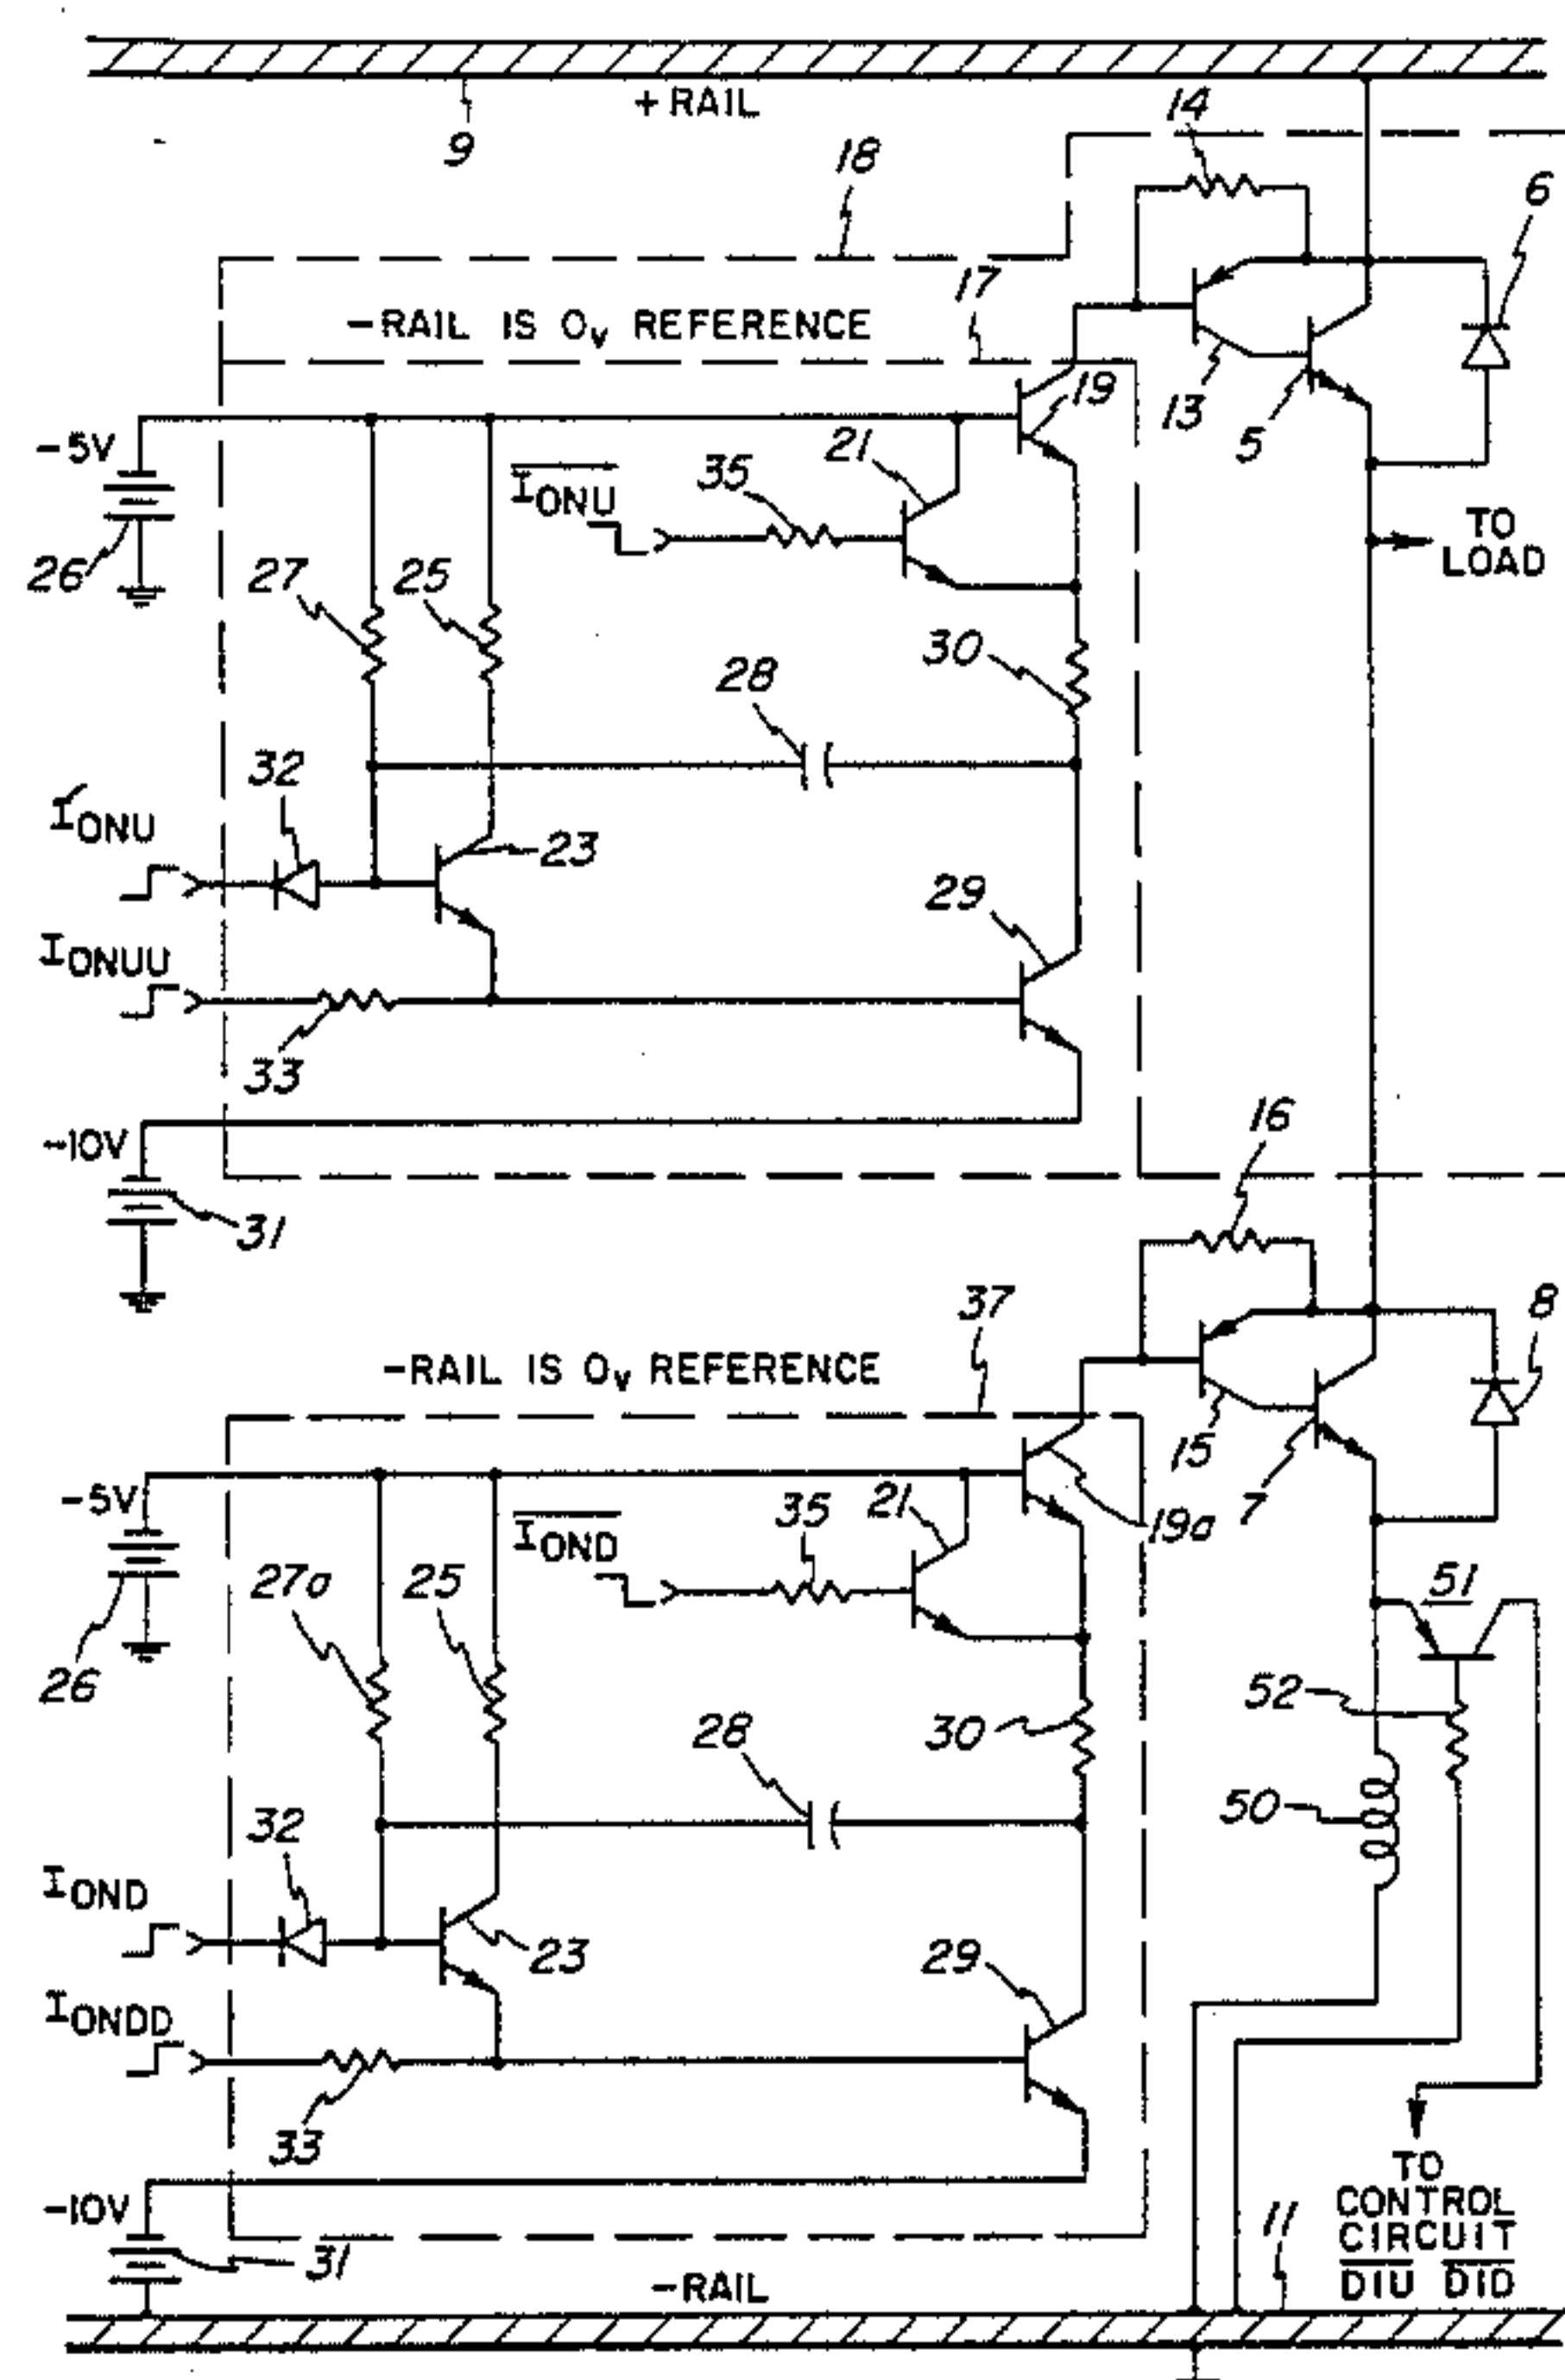 + RAIL
9
14
18
6
17
-RAIL IS 0V REFERENCE
19
13
5
-5V
21
35
I̅ONU
TO
LOAD
26
27
25
30
28
32
I'ONU
23
29
IONUU
33
16
-10V
31
37
8
-RAIL IS 0V REFERENCE
15
7
19a
-5V
21
35
I̅OND
51
27a
25
26
52
28
30
50
32
IOND
23
29
IONDD
33
TO
CONTROL
CIRCUIT
D̅I̅U̅ D̅I̅D̅
11
-10V
31
-RAIL